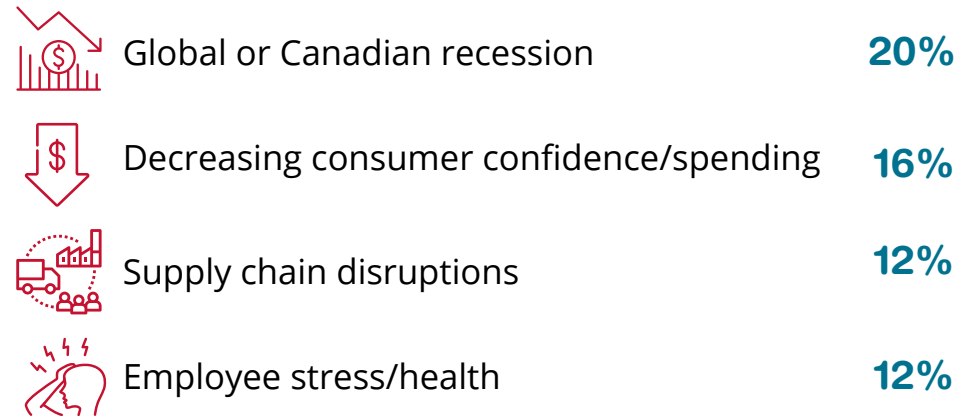 $ Global or Canadian recession 20%
$ Decreasing consumer confidence/spending 16%
Supply chain disruptions 12%
Employee stress/health 12%